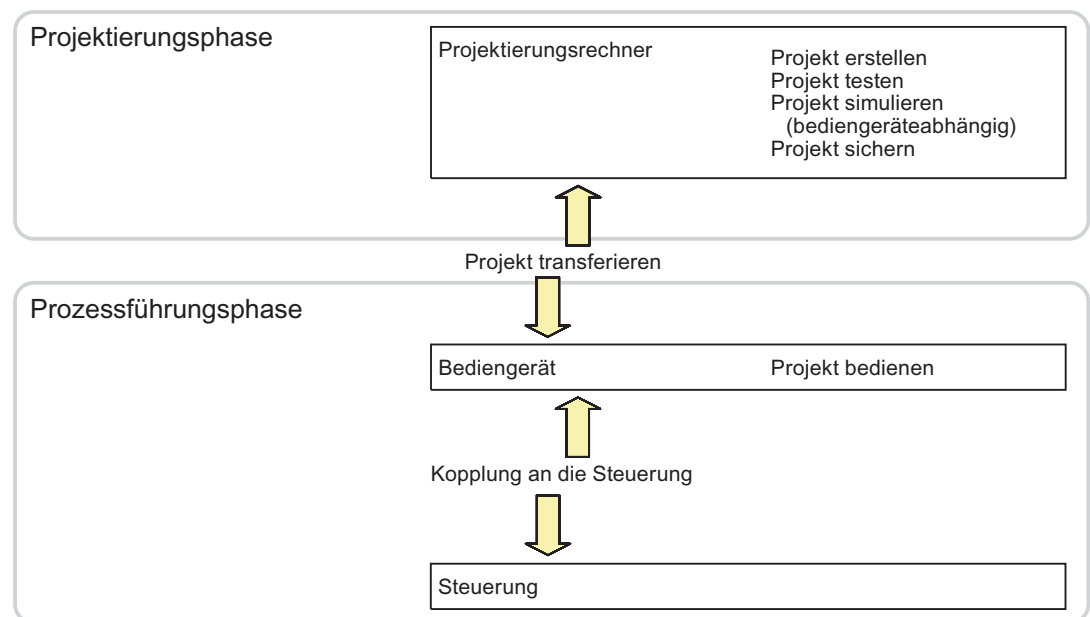 Projektierungsphase
Projektierungsrechner
Projekt erstellen
Projekt testen
Projekt simulieren
(bediengeräteabhängig)
Projekt sichern
Projekt transferieren
Prozessführungsphase
Bediengerät
Projekt bedienen
Kopplung an die Steuerung
Steuerung